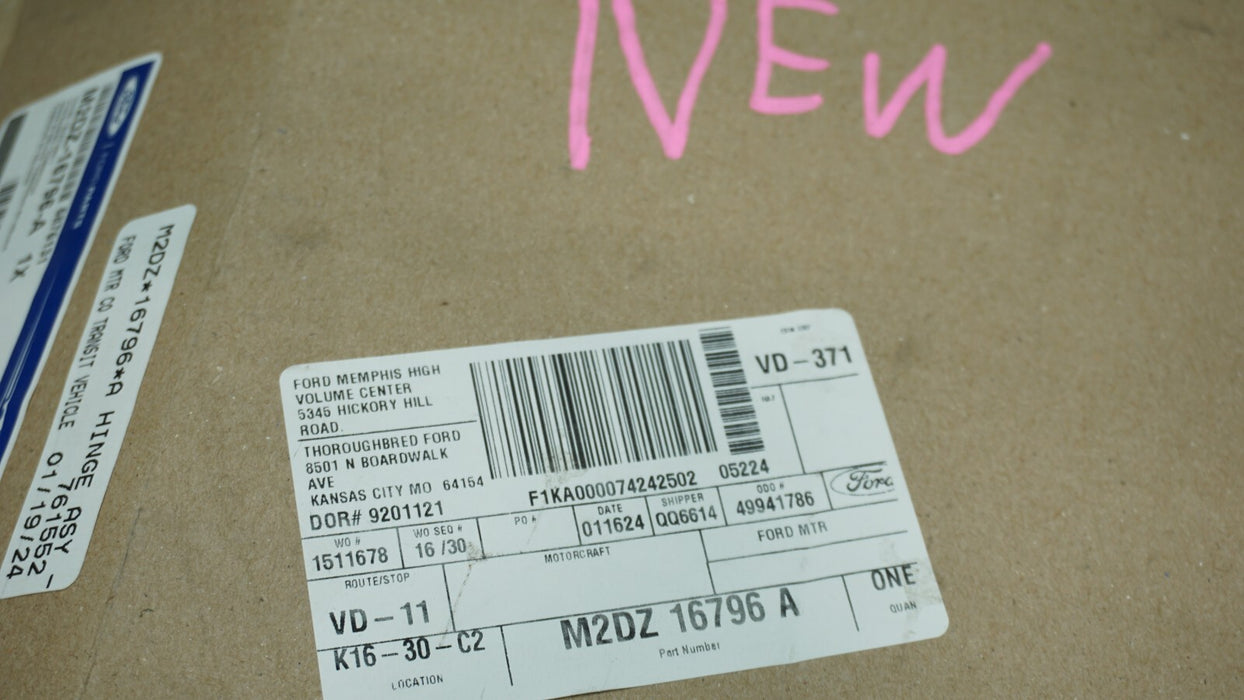 NEW
M2DZ-16796-A 1X
M2DZ*16796*A HINGE ASY -
FORD MTR CO TRANSIT VEHICLE 761552
01/19/24
FORD MEMPHIS HIGH
VOLUME CENTER
5345 HICKORY HILL
ROAD.
THOROUGHBRED FORD
8501 N BOARDWALK
AVE
KANSAS CITY MO 64154
DOR# 9201121
VD-371
F1KA000074242502 05224
WO #
1511678
WO SEQ #
16 /30
PO #
DATE
011624
SHIPPER
QQ6614
ODO #
49941786
Ford
ROUTE/STOP
VD-11
MOTORCRAFT
FORD MTR
K16-30-C2
LOCATION
M2DZ 16796 A
Part Number
ONE
QUAN